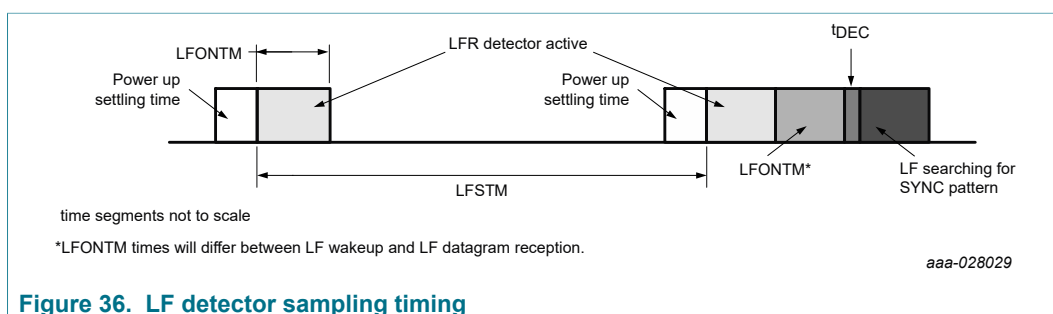 LFONTM
LFR detector active
tDEC
Power up
settling time
Power up
settling time
LFONTM*
LF searching for
SYNC pattern
LFSTM
time segments not to scale
*LFONTM times will differ between LF wakeup and LF datagram reception.
aaa-028029
Figure 36. LF detector sampling timing